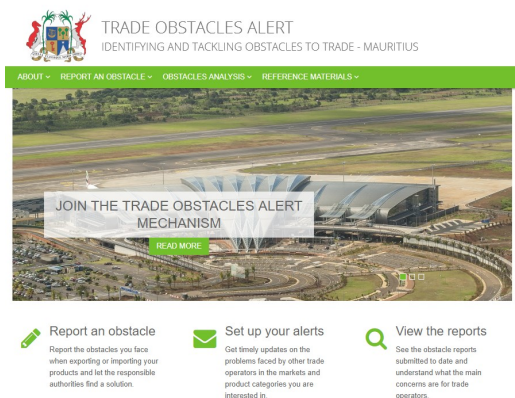 TRADE OBSTACLES ALERT
IDENTIFYING AND TACKLING OBSTACLES TO TRADE - MAURITIUS
ABOUT REPORT AN OBSTACLE OBSTACLES ANALYSIS REFERENCE MATERIALS
JOIN THE TRADE OBSTACLES ALERT
MECHANISM
READ MORE
Report an obstacle
Report the obstacles you face
when exporting or importing your
products and let the responsible
authorities find a solution.
Set up your alerts
Get timely updates on the
problems faced by other trade
operators in the markets and
product categories you are
interested in.
View the reports
See the obstacle reports
submitted to date and
understand what the main
concerns are for trade
operators.